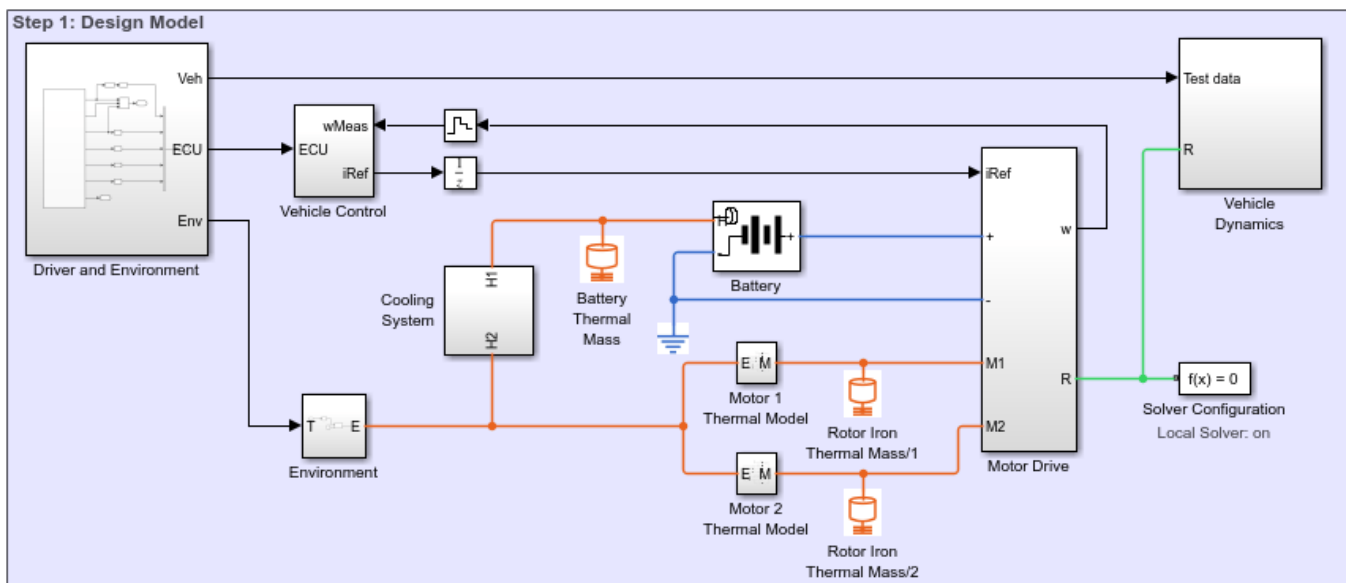 Step 1: Design Model
Veh
ECU
Env
Driver and Environment
wMeas
ECU
iRef
Vehicle Control
1
z
Test data
R
Vehicle
Dynamics
iRef
+
-
M1
M2
w
R
Motor Drive
H
-
+
Battery
H1
H2
Cooling
System
Battery
Thermal
Mass
T
E
Environment
E M
Motor 1
Thermal Model
Rotor Iron
Thermal Mass/1
E M
Motor 2
Thermal Model
Rotor Iron
Thermal Mass/2
f(x) = 0
Solver Configuration
Local Solver: on